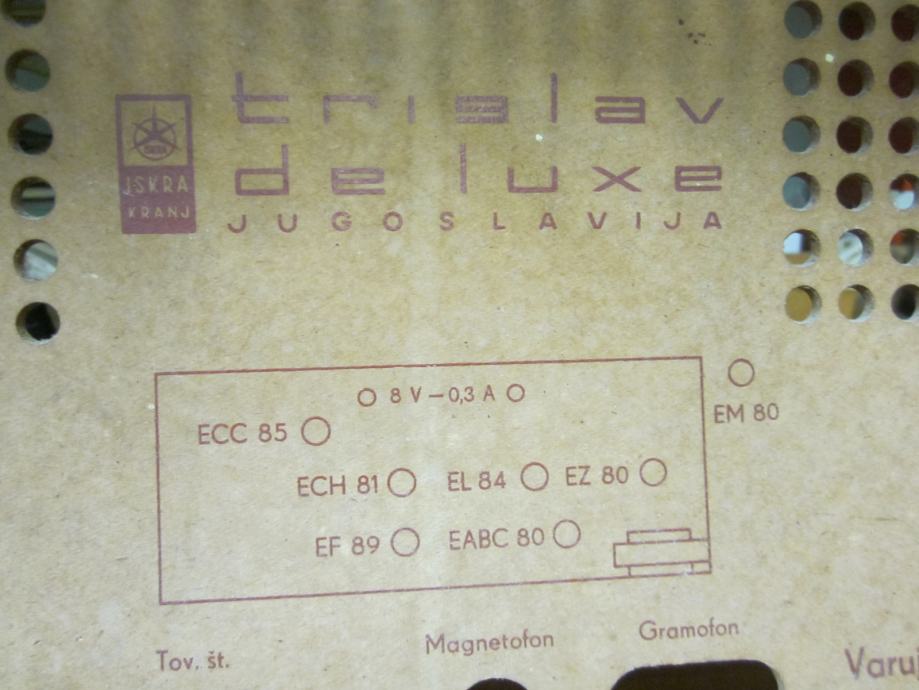 triglav
de luxe
JUGOSLAVIJA
ISKRA
KRANJ
8 V – 0,3 A
EM 80
ECC 85
ECH 81 EL 84 EZ 80
EF 89 EABC 80
Tov. št. Magnetofon Gramofon